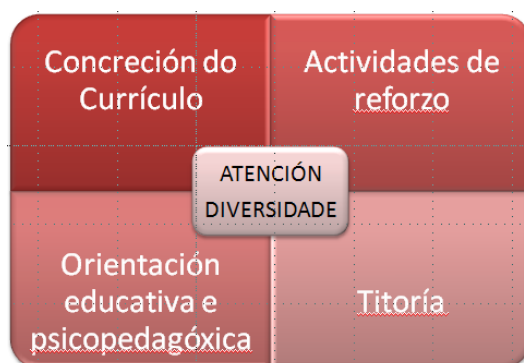 Concreción do
Currículo
Actividades de
reforzo
ATENCIÓN
DIVERSIDADE
Orientación
educativa e
psicopedagóxica
Titoría